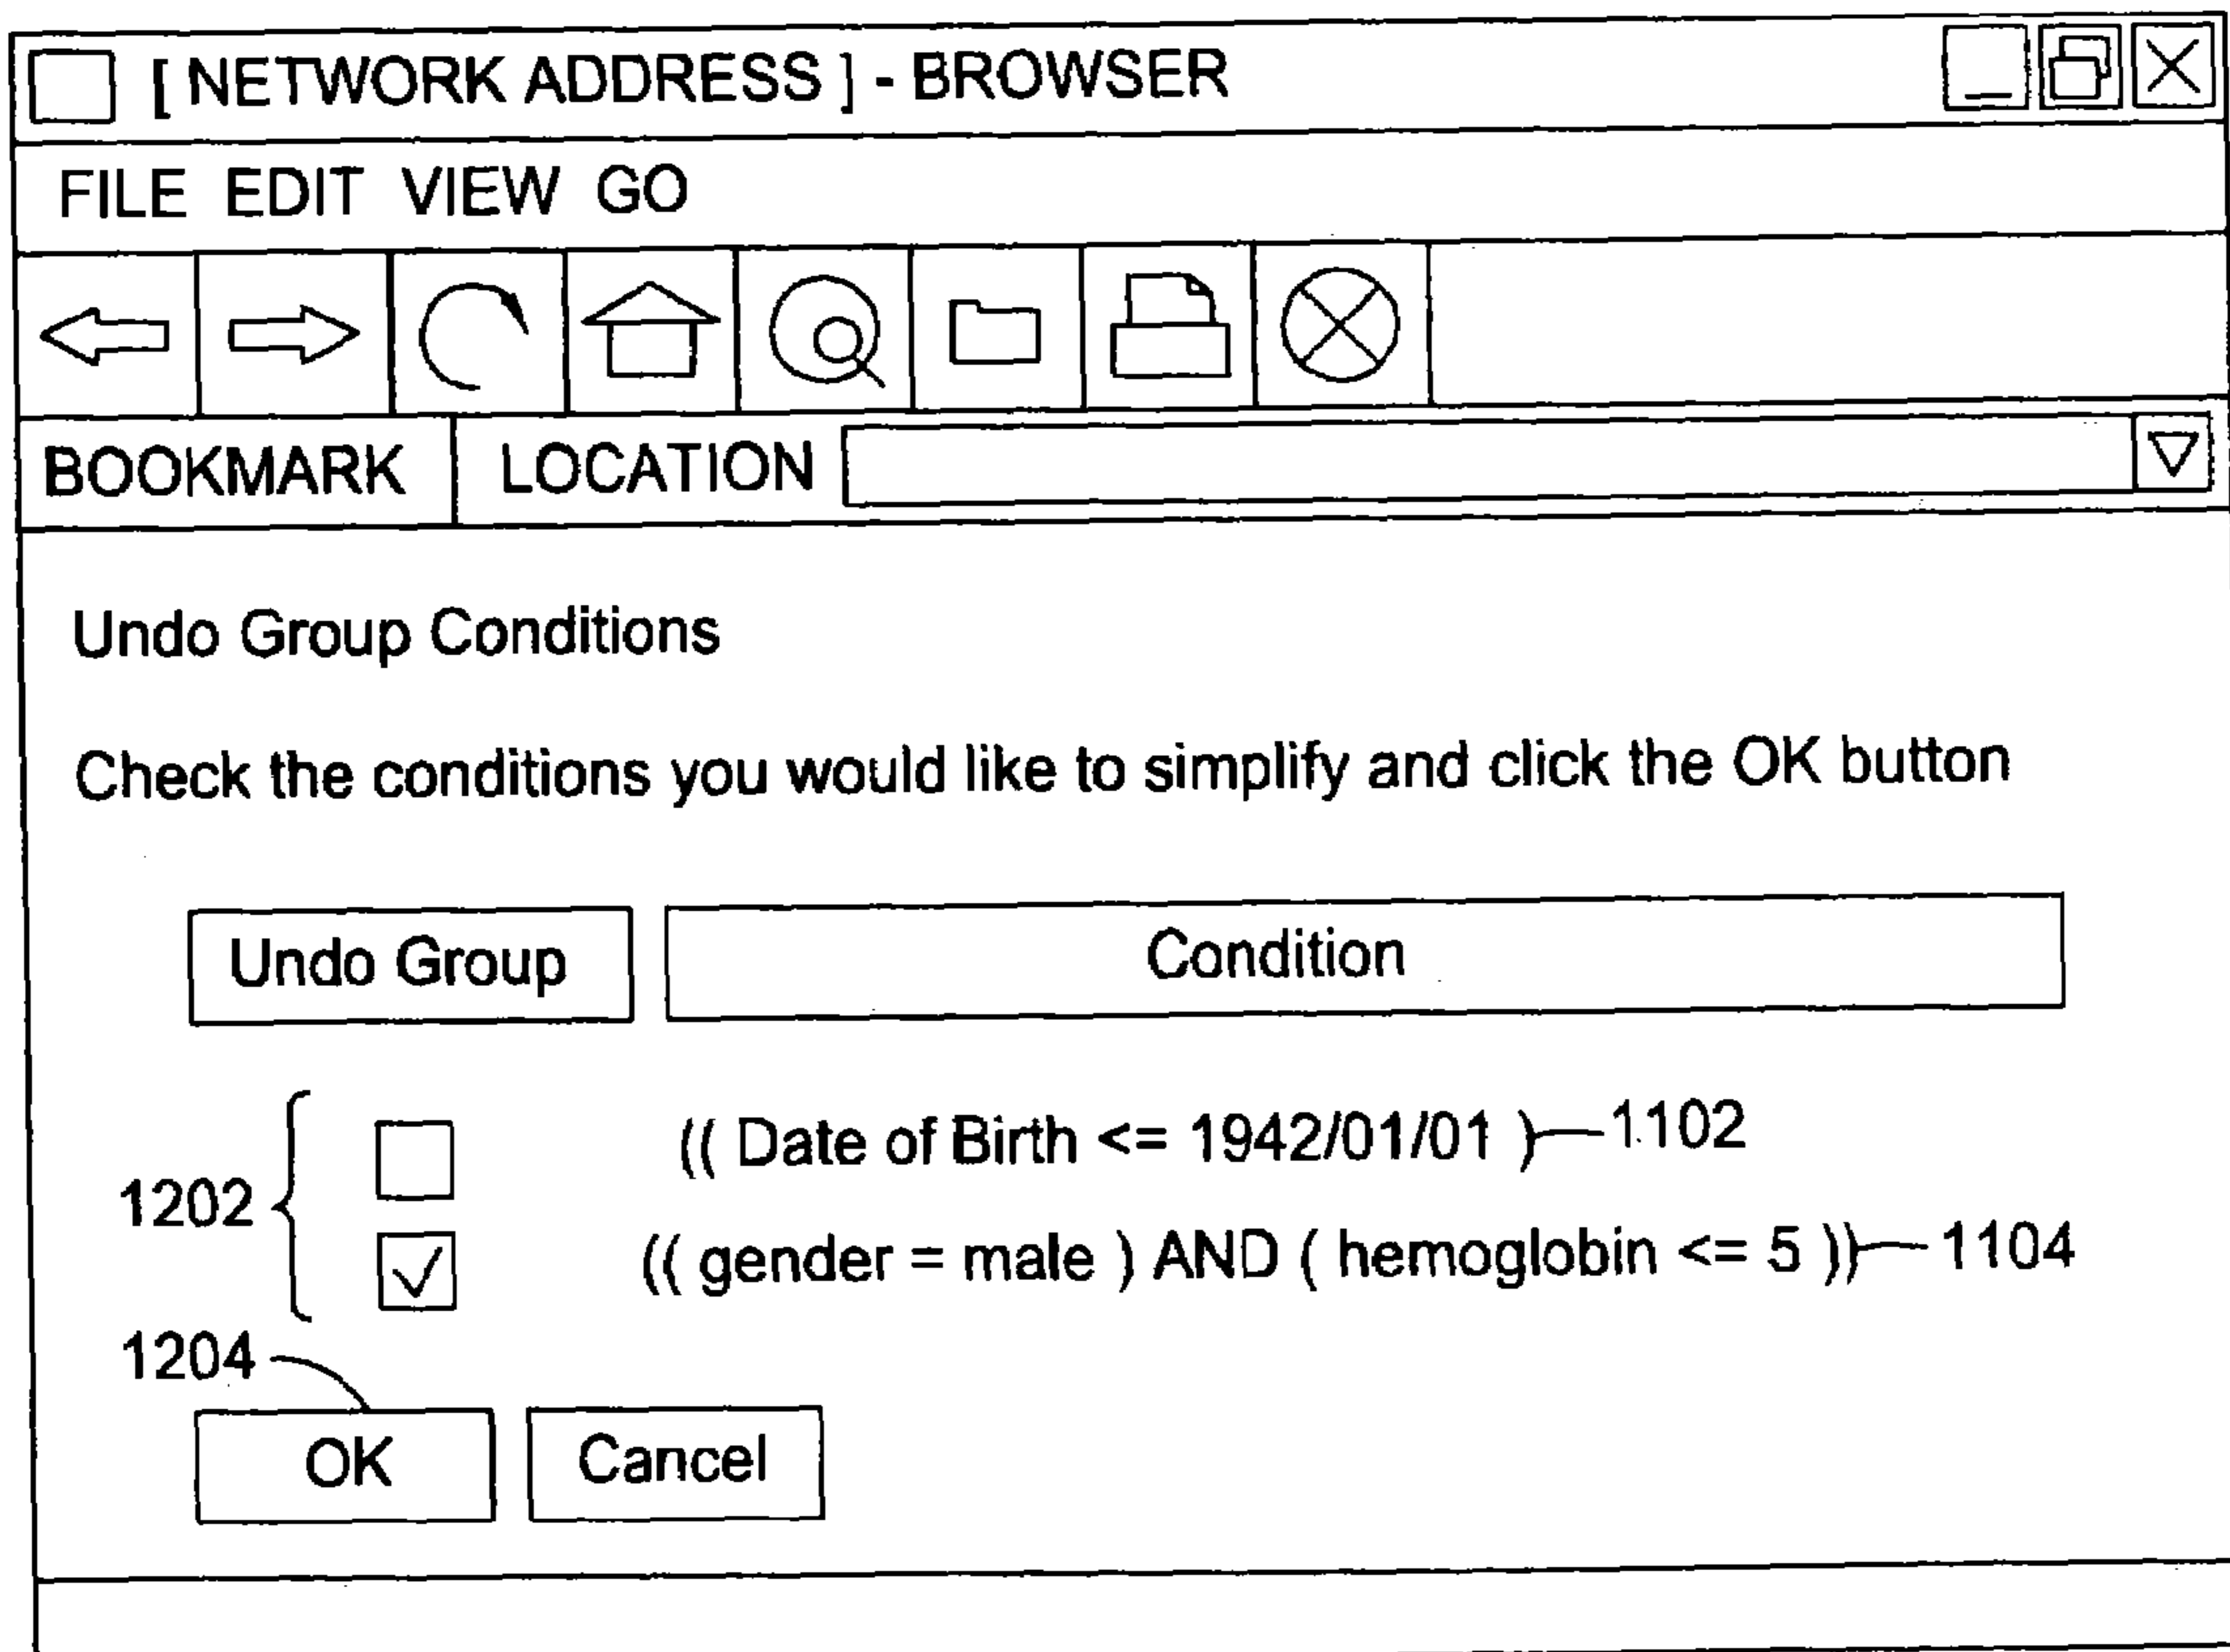 [ NETWORK ADDRESS ] - BROWSER
FILE EDIT VIEW GO
BOOKMARK LOCATION
Undo Group Conditions
Check the conditions you would like to simplify and click the OK button
Undo Group Condition
(( Date of Birth <= 1942/01/01 ) 1102
1202
(( gender = male ) AND ( hemoglobin <= 5 )) 1104
1204
OK Cancel